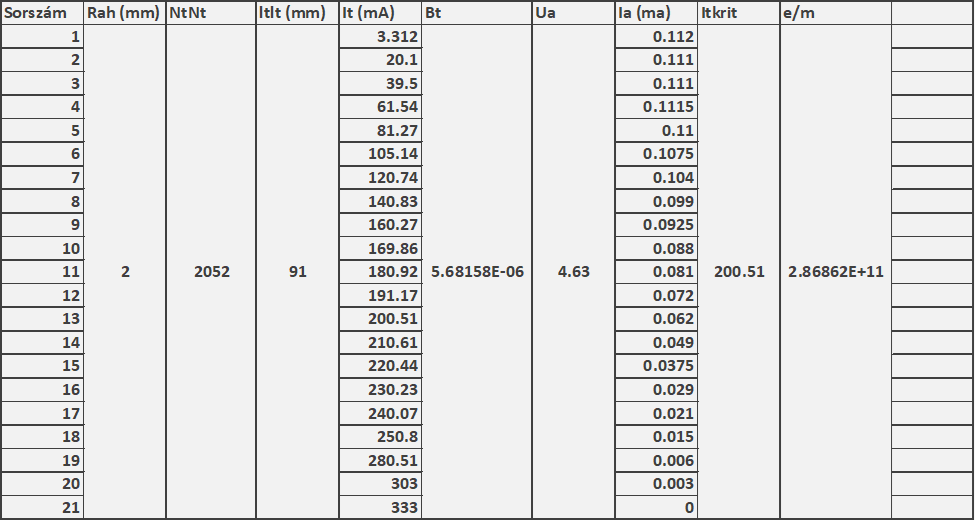 Sorszám Rah (mm) NtNt ltlt (mm) It (mA) Bt Ua Ia (ma) Itkrit e/m
1 3.312 0.112
2 20.1 0.111
3 39.5 0.111
4 61.54 0.1115
5 81.27 0.11
6 105.14 0.1075
7 120.74 0.104
8 140.83 0.099
9 160.27 0.0925
10 169.86 0.088
11 2 2052 91 180.92 5.68158E-06 4.63 0.081 200.51 2.86862E+11
12 191.17 0.072
13 200.51 0.062
14 210.61 0.049
15 220.44 0.0375
16 230.23 0.029
17 240.07 0.021
18 250.8 0.015
19 280.51 0.006
20 303 0.003
21 333 0